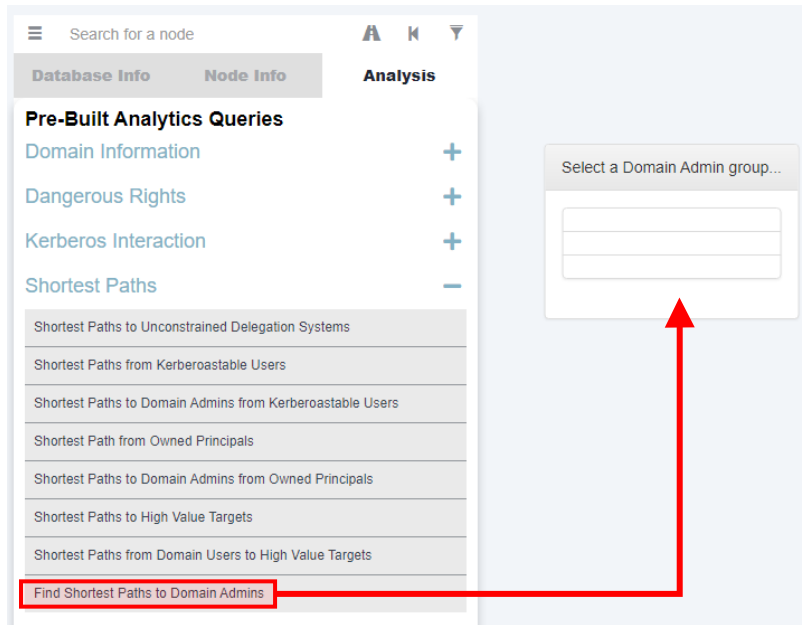 Search for a node
Database Info
Node Info
Analysis
Pre-Built Analytics Queries
Domain Information
Dangerous Rights
Kerberos Interaction
Shortest Paths
Shortest Paths to Unconstrained Delegation Systems
Shortest Paths from Kerberoastable Users
Shortest Paths to Domain Admins from Kerberoastable Users
Shortest Path from Owned Principals
Shortest Paths to Domain Admins from Owned Principals
Shortest Paths to High Value Targets
Shortest Paths from Domain Users to High Value Targets
Find Shortest Paths to Domain Admins
Select a Domain Admin group...